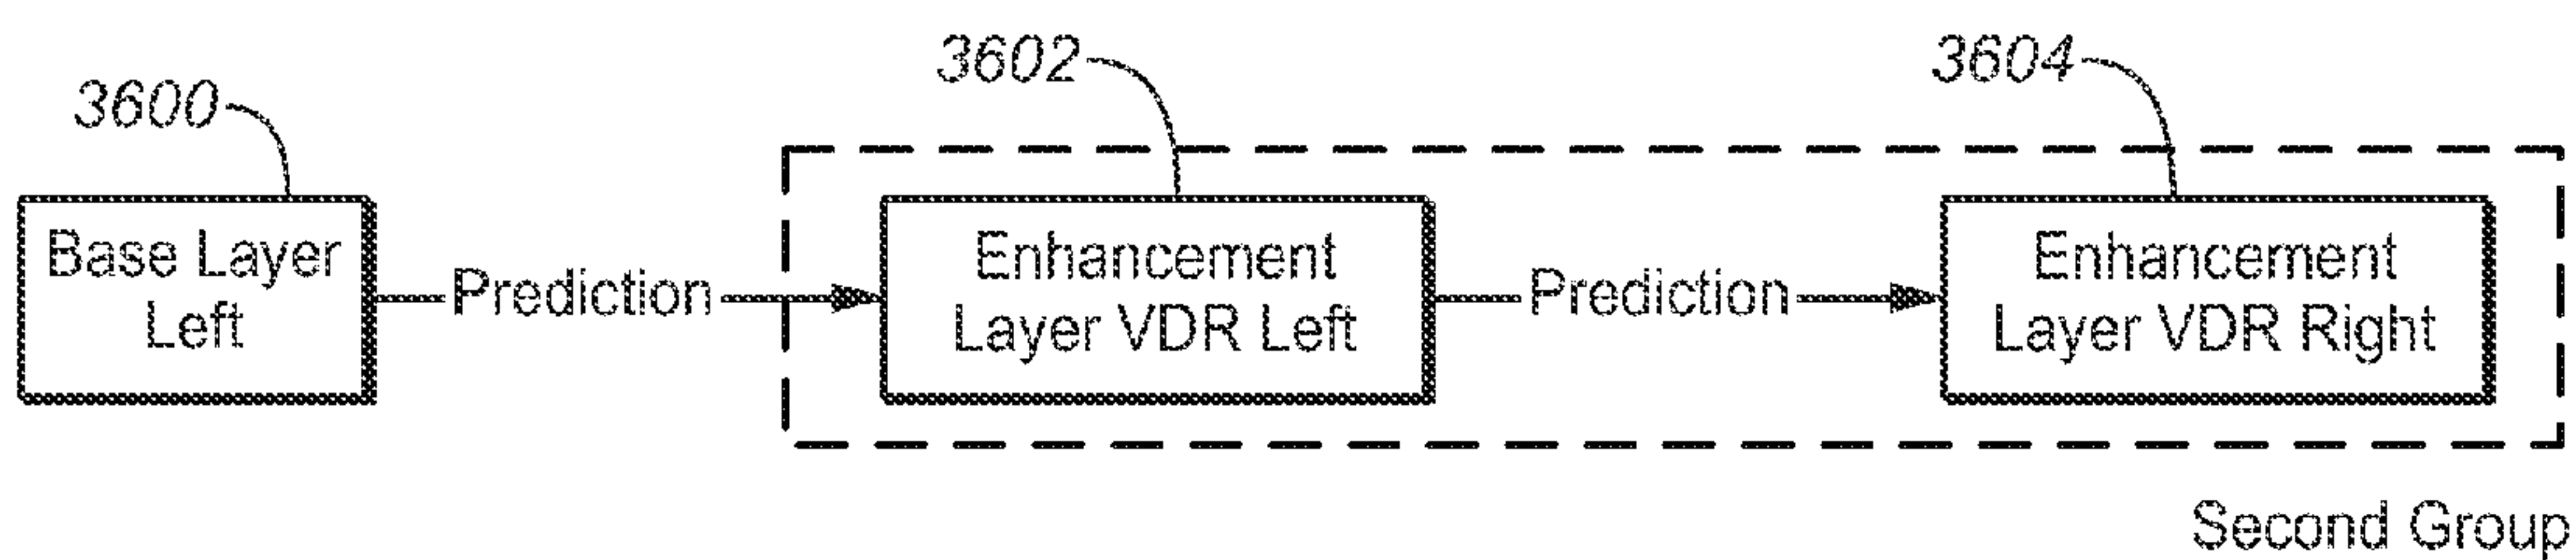 3600
3602
3604
Base Layer
Left
Prediction
Enhancement
Layer VDR Left
Prediction
Enhancement
Layer VDR Right
Second Group